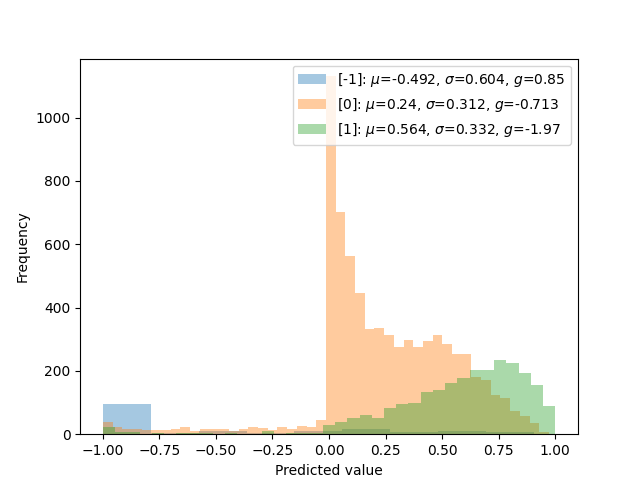 [-1]: μ=-0.492, σ=0.604, g=0.85
[0]: μ=0.24, σ=0.312, g=-0.713
[1]: μ=0.564, σ=0.332, g=-1.97
1000
800
600
400
200
0
Frequency
−1.00 −0.75 −0.50 −0.25 0.00 0.25 0.50 0.75 1.00
Predicted value